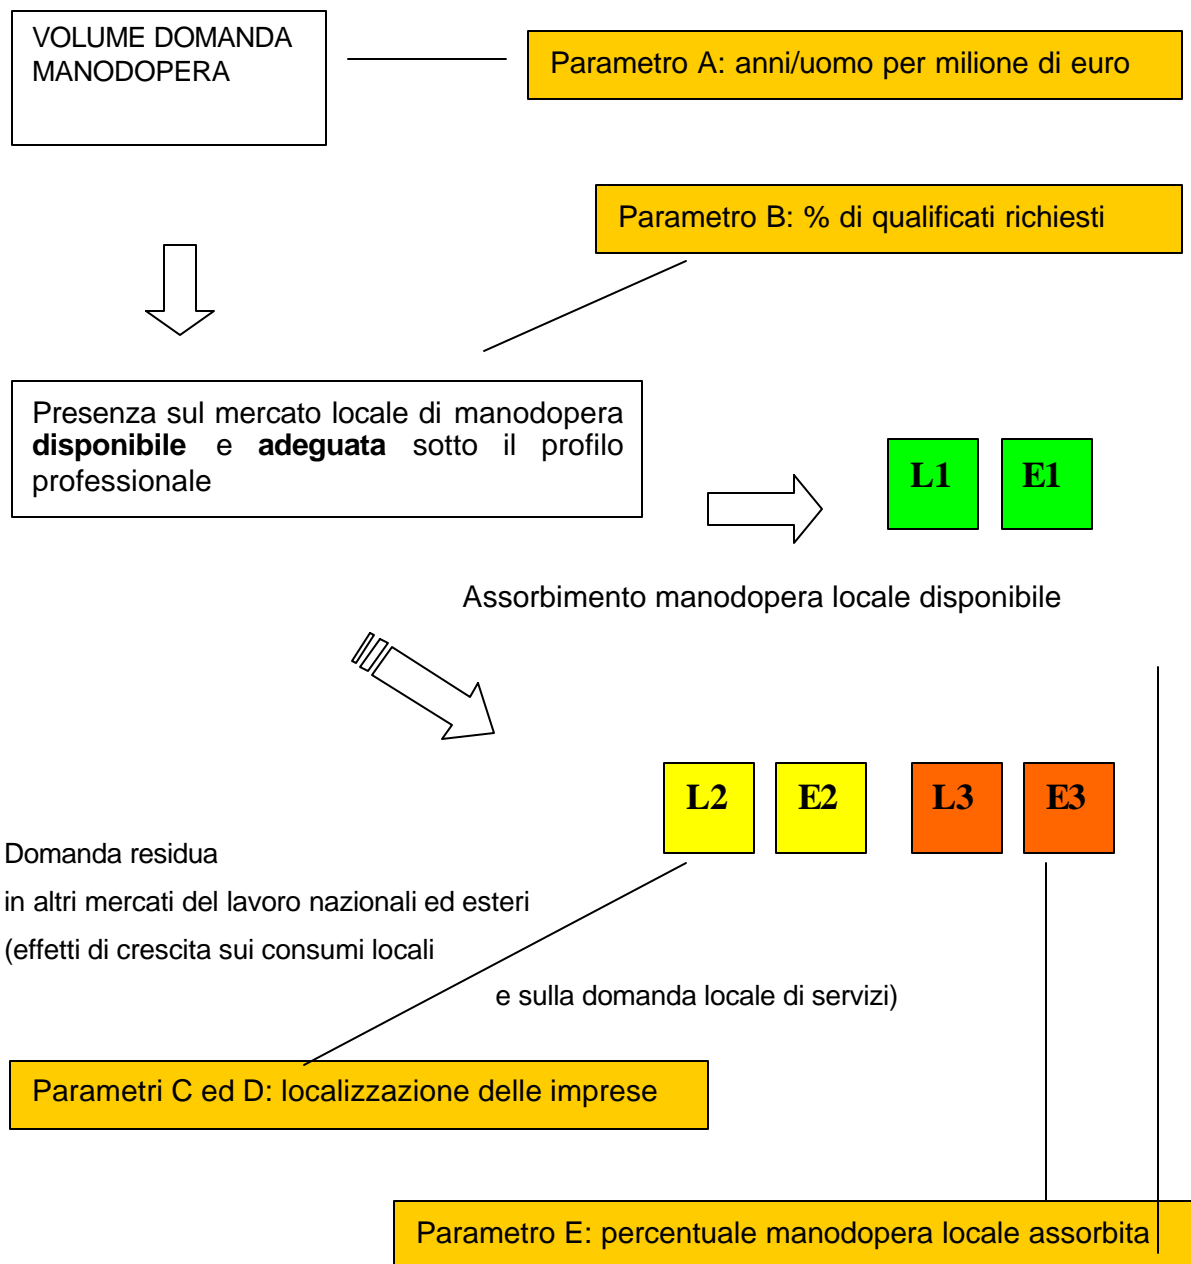 VOLUME DOMANDA
MANODOPERA
Parametro A: anni/uomo per milione di euro
Parametro B: % di qualificati richiesti
Presenza sul mercato locale di manodopera
disponibile e adeguata sotto il profilo
professionale
L1 E1
Assorbimento manodopera locale disponibile
L2 E2 L3 E3
Domanda residua
in altri mercati del lavoro nazionali ed esteri
(effetti di crescita sui consumi locali
e sulla domanda locale di servizi)
Parametri C ed D: localizzazione delle imprese
Parametro E: percentuale manodopera locale assorbita